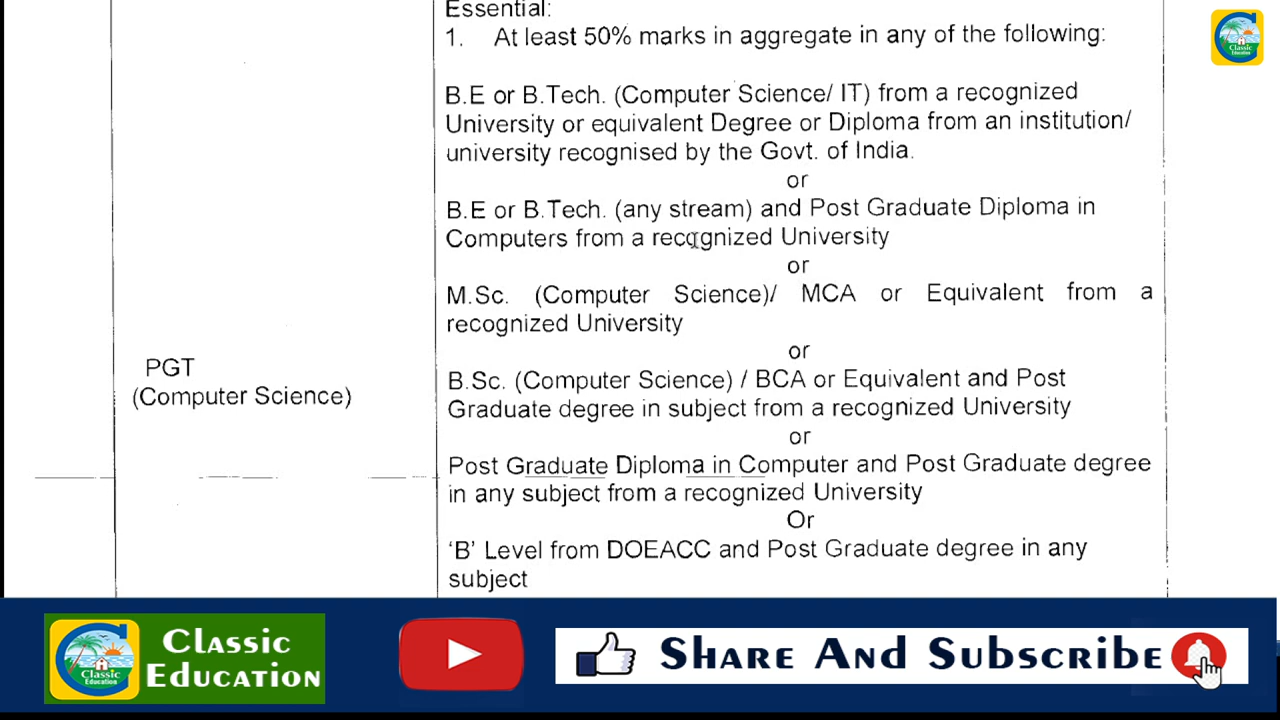 Essential:
1. At least 50% marks in aggregate in any of the following:
B.E or B.Tech. (Computer Science/ IT) from a recognized
University or equivalent Degree or Diploma from an institution/
university recognised by the Govt. of India.
or
B.E or B.Tech. (any stream) and Post Graduate Diploma in
Computers from a recognized University
or
M.Sc. (Computer Science)/ MCA or Equivalent from a
recognized University
or
PGT
(Computer Science)
B.Sc. (Computer Science) / BCA or Equivalent and Post
Graduate degree in subject from a recognized University
or
Post Graduate Diploma in Computer and Post Graduate degree
in any subject from a recognized University
Or
‘B’ Level from DOEACC and Post Graduate degree in any
subject
Classic
Education
Classic
Education
Classic
Education
Share And Subscribe